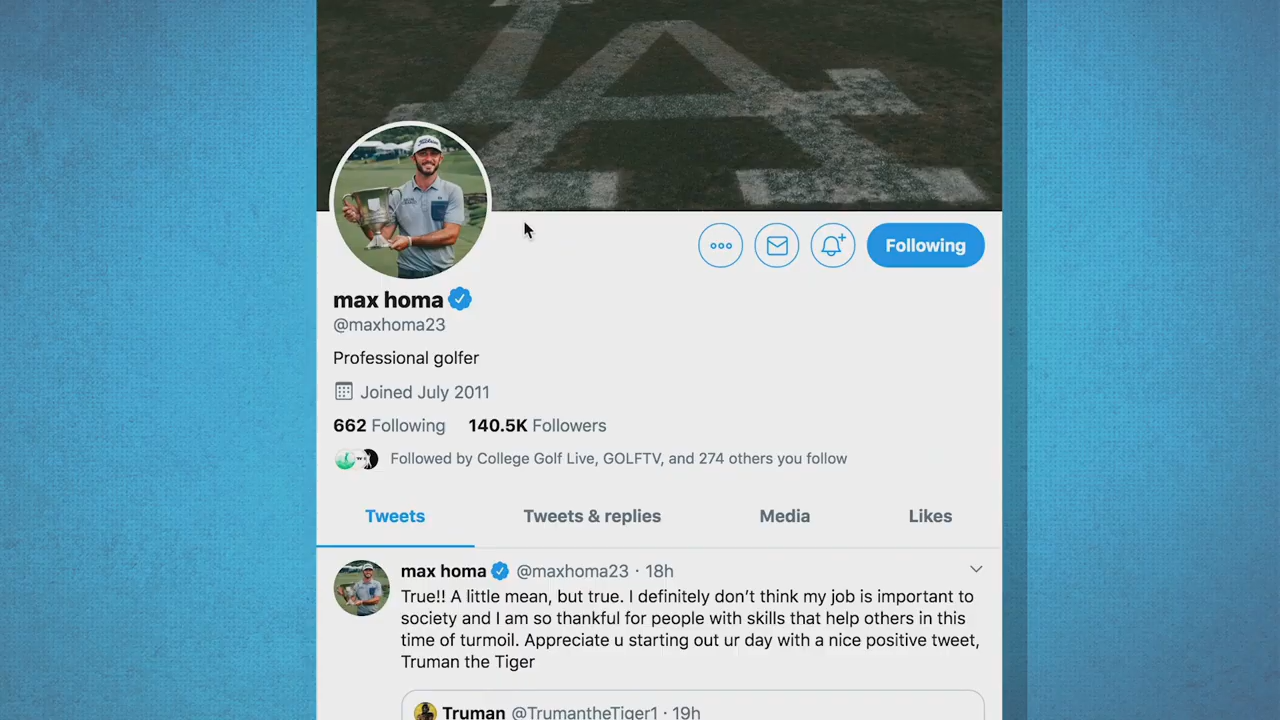 LA
max homa
@maxhoma23
Professional golfer
Joined July 2011
662 Following 140.5K Followers
Followed by College Golf Live, GOLFTV, and 274 others you follow
Following
Tweets Tweets & replies Media Likes
max homa @maxhoma23 · 18h
True!! A little mean, but true. I definitely don’t think my job is important to
society and I am so thankful for people with skills that help others in this
time of turmoil. Appreciate u starting out ur day with a nice positive tweet,
Truman the Tiger
Truman @TrumantheTiger1 · 19h